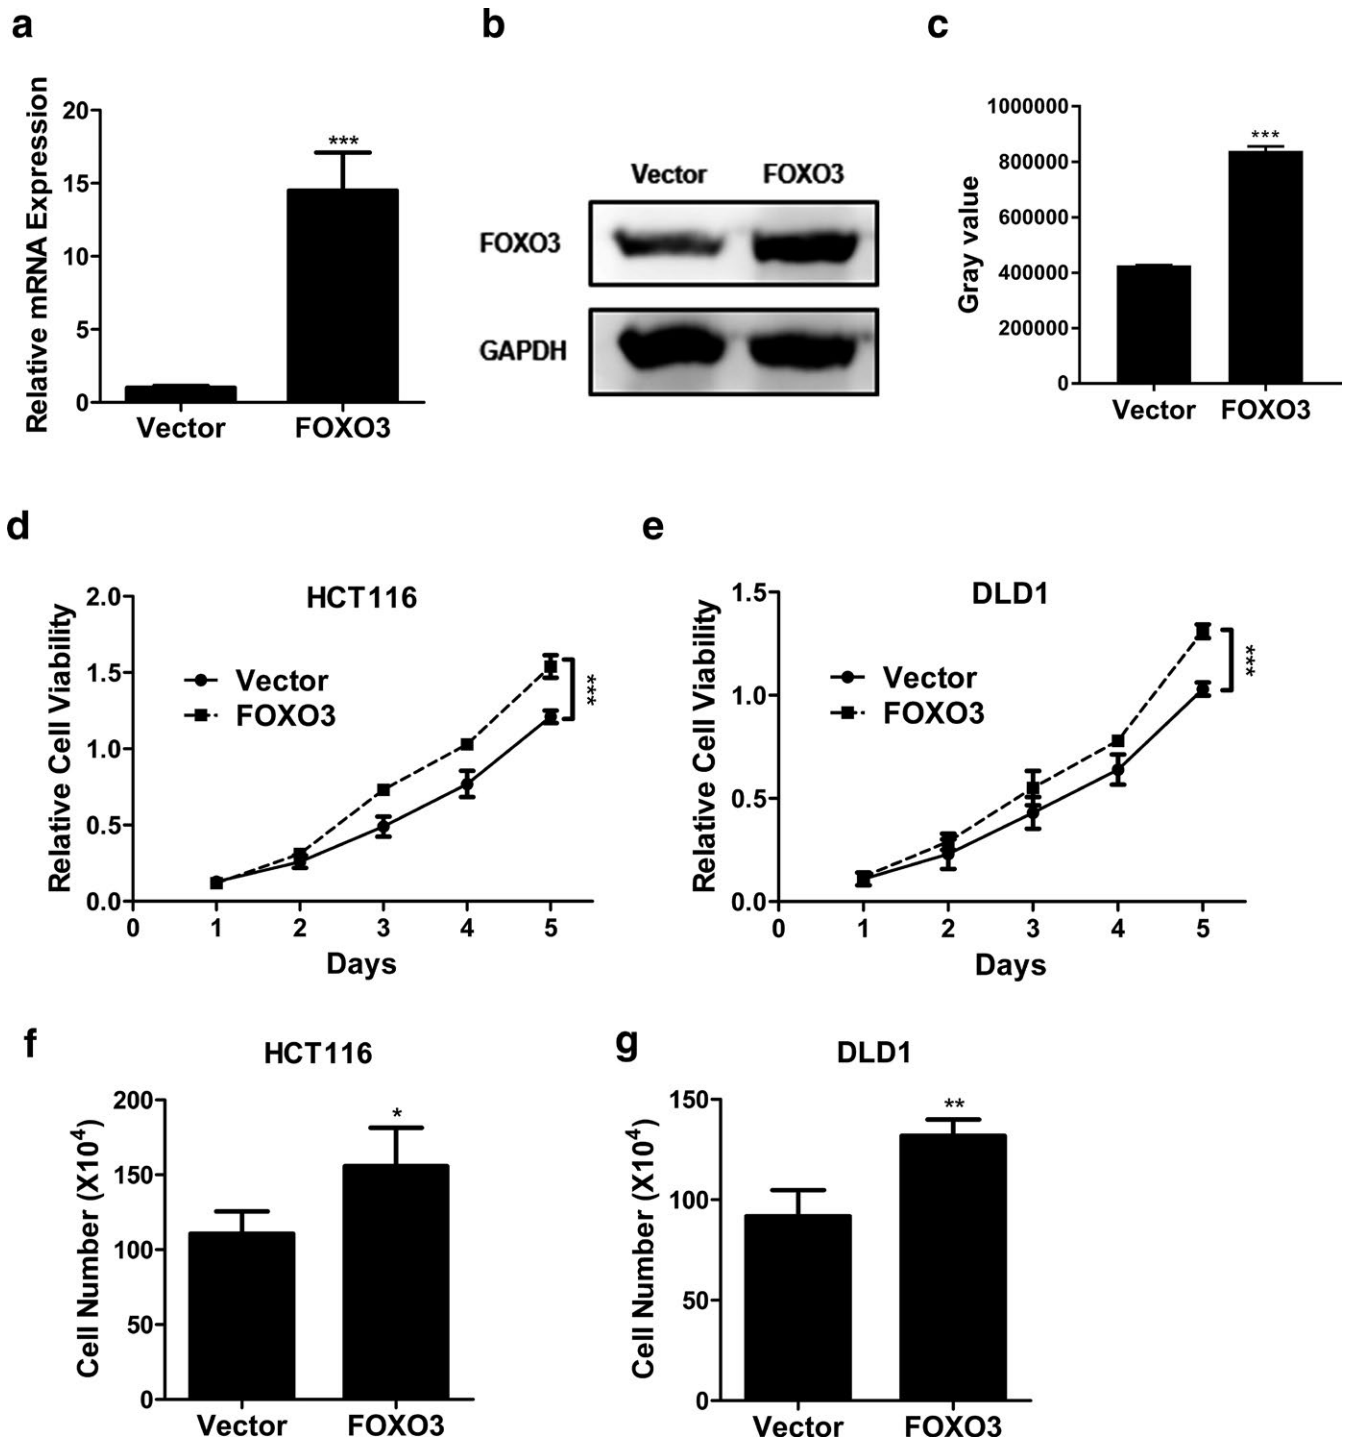 a
Relative mRNA Expression
20
15
10
5
0
***
Vector FOXO3
b
Vector FOXO3
FOXO3
GAPDH
c
Gray value
1000000
800000
600000
400000
200000
0
***
Vector FOXO3
d
HCT116
Relative Cell Viability
2.0
1.5
1.0
0.5
0.0
Vector
FOXO3
***
0 1 2 3 4 5
Days
e
DLD1
Relative Cell Viability
1.5
1.0
0.5
0.0
Vector
FOXO3
***
0 1 2 3 4 5
Days
f
HCT116
Cell Number (X10⁴)
200
150
100
50
0
*
Vector FOXO3
g
DLD1
Cell Number (X10⁴)
150
100
50
0
**
Vector FOXO3